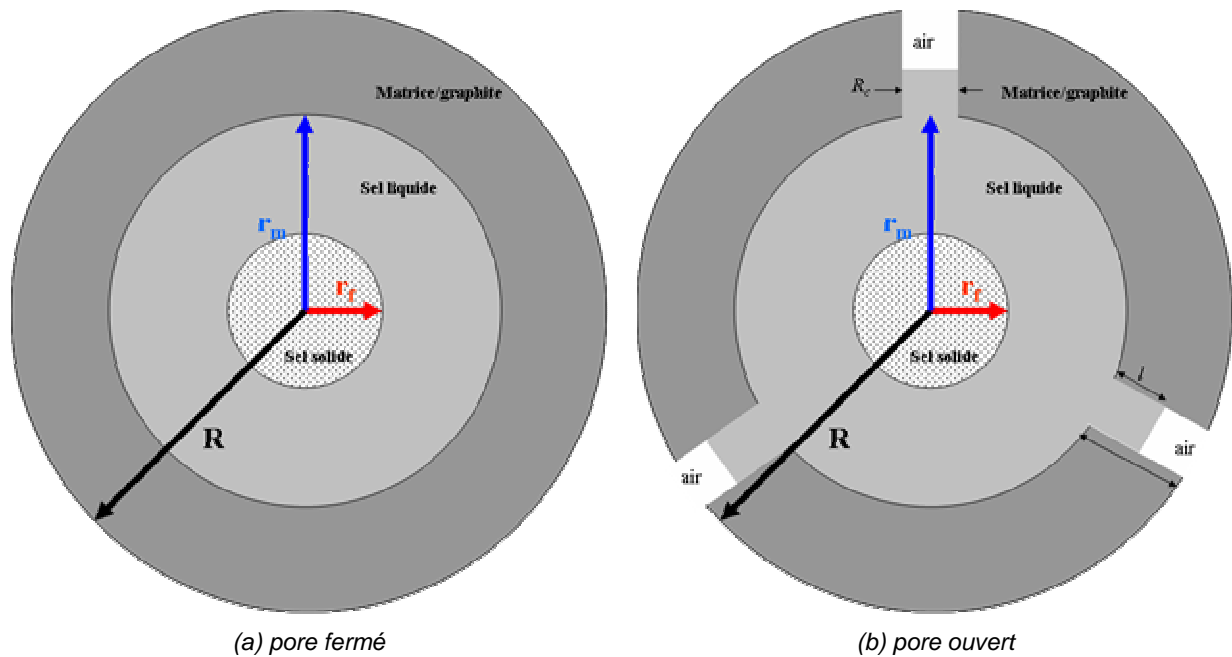 Matrice/graphite
Sel liquide
r_m
r_f
Sel solide
R
(a) pore fermé
air
R_c
Matrice/graphite
Sel liquide
r_m
r_f
Sel solide
l
R
air
air
(b) pore ouvert